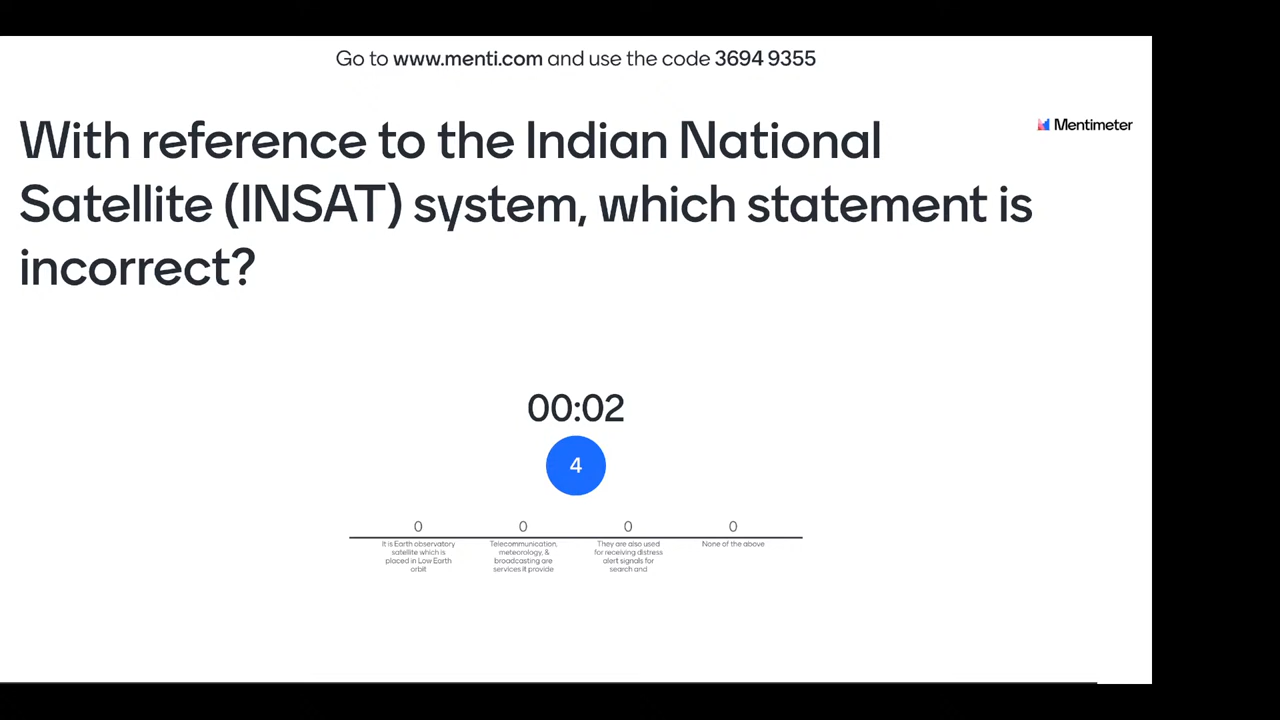 Go to www.menti.com and use the code 3694 9355
Mentimeter
With reference to the Indian National
Satellite (INSAT) system, which statement is
incorrect?
00:02
4
0
0
0
0
It is Earth observatory
satellite which is
placed in Low Earth
orbit
Telecommunication,
meteorology, &
broadcasting are
services it provide
They are also used
for receiving distress
alert signals for
search and
None of the above